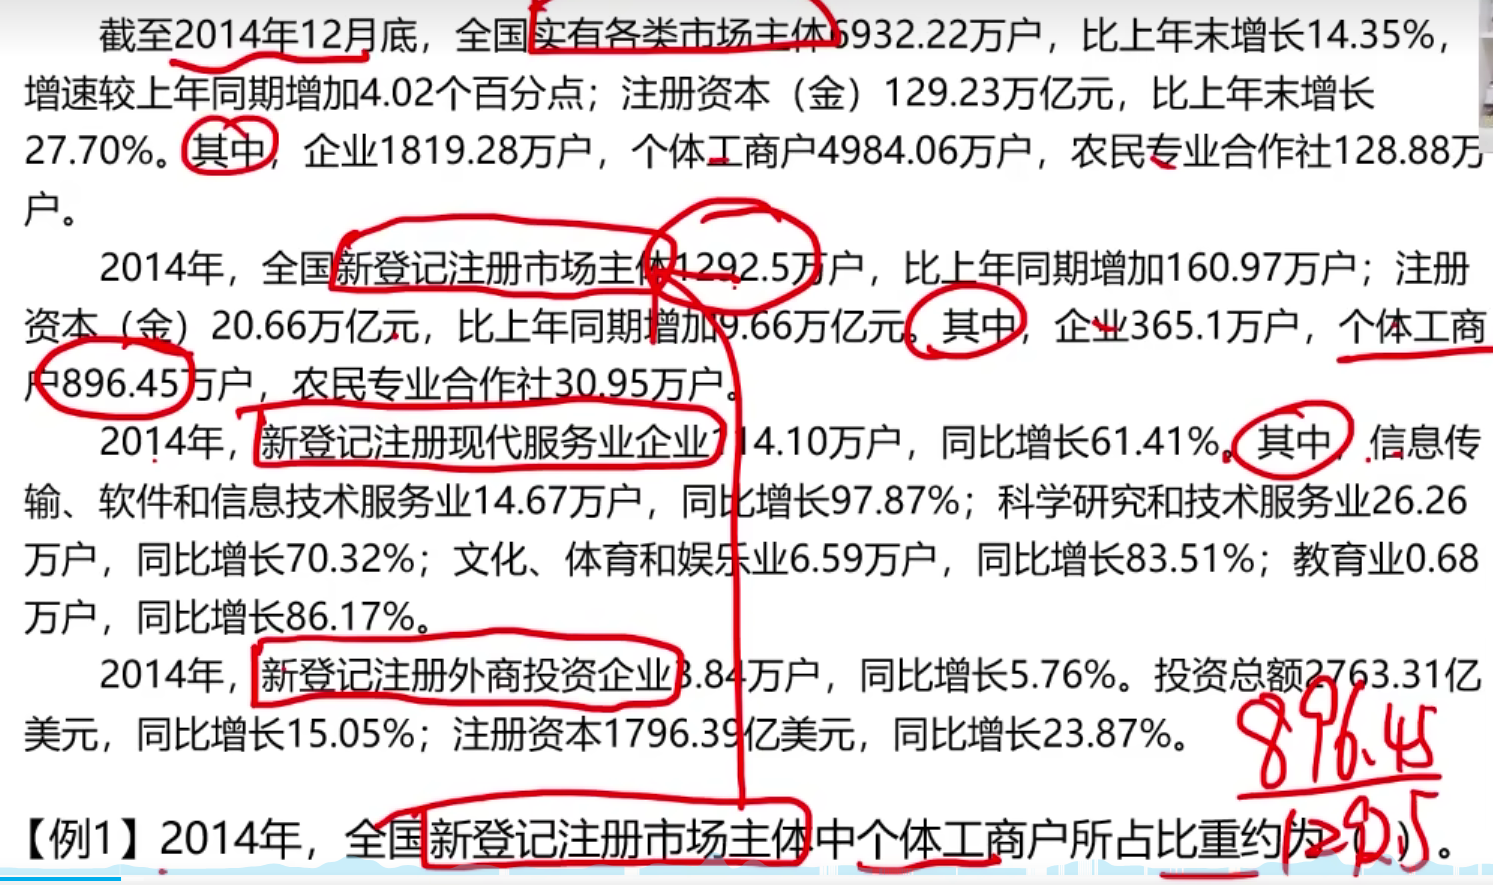 截至2014年12月底，全国实有各类市场主体6932.22万户，比上年末增长14.35%，
增速较上年同期增加4.02个百分点；注册资本（金）129.23万亿元，比上年末增长
27.70%。其中，企业1819.28万户，个体工商户4984.06万户，农民专业合作社128.88万
户。
2014年，全国新登记注册市场主体1292.5万户，比上年同期增加160.97万户；注册
资本（金）20.66万亿元，比上年同期增加9.66万亿元。其中，企业365.1万户，个体工商
户896.45万户，农民专业合作社30.95万户。
2014年，新登记注册现代服务业企业114.10万户，同比增长61.41%。其中，信息传
输、软件和信息技术服务业14.67万户，同比增长97.87%；科学研究和技术服务业26.26
万户，同比增长70.32%；文化、体育和娱乐业6.59万户，同比增长83.51%；教育业0.68
万户，同比增长86.17%。
2014年，新登记注册外商投资企业3.84万户，同比增长5.76%。投资总额2763.31亿
美元，同比增长15.05%；注册资本1796.39亿美元，同比增长23.87%。
896.45
1292.5
【例1】2014年，全国新登记注册市场主体中个体工商户所占比重约为（ ）。